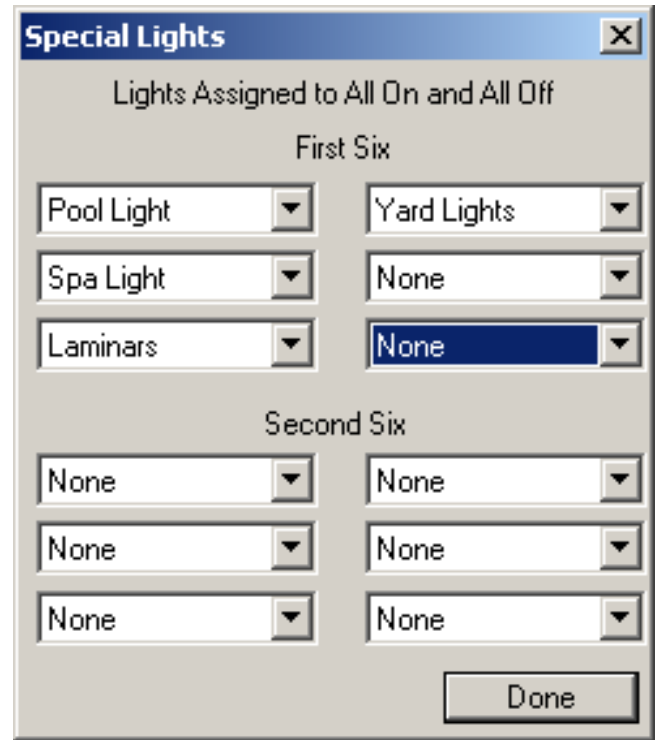 Special Lights
Lights Assigned to All On and All Off
First Six
Pool Light Yard Lights
Spa Light None
Laminars None
Second Six
None None
None None
None None
Done